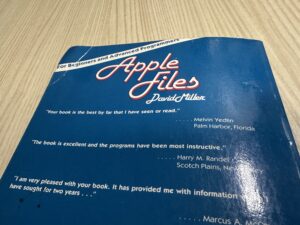 For Beginners and Advanced Programmers
Apple
Files
David Miller
"Your book is the best by far that I have seen or read."
. . . . . Melvin
Palm Harbor, Florida
"The book is excellent and the programs have been most instructive."
. . . . Harry M. Randel
Scotch Plains, New
"I am very pleased with your book. It has provided me with information
have sought for two years . . ."
. . . . . Marcus A.